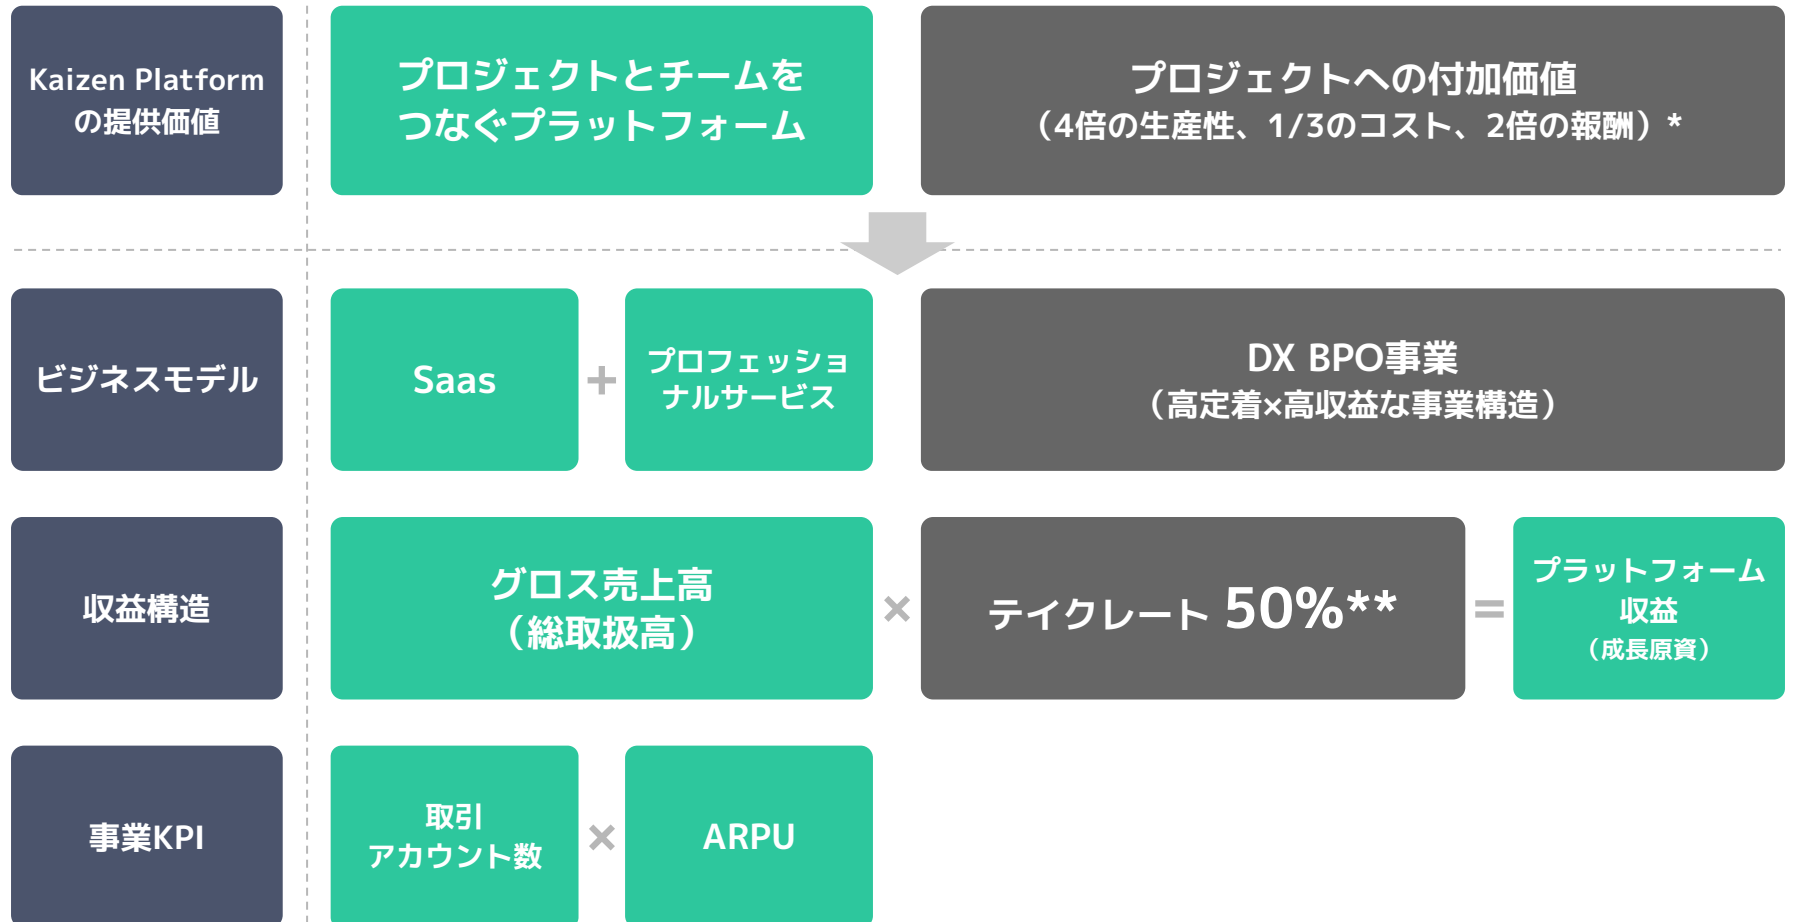 Kaizen Platform
の提供価値
プロジェクトとチームを
つなぐプラットフォーム
プロジェクトへの付加価値
（4倍の生産性、1/3のコスト、2倍の報酬）*
ビジネスモデル
Saas
+
プロフェッショ
ナルサービス
DX BPO事業
（高定着×高収益な事業構造）
収益構造
グロス売上高
（総取扱高）
×
テイクレート 50%**
=
プラットフォーム
収益
（成長原資）
事業KPI
取引
アカウント数
×
ARPU